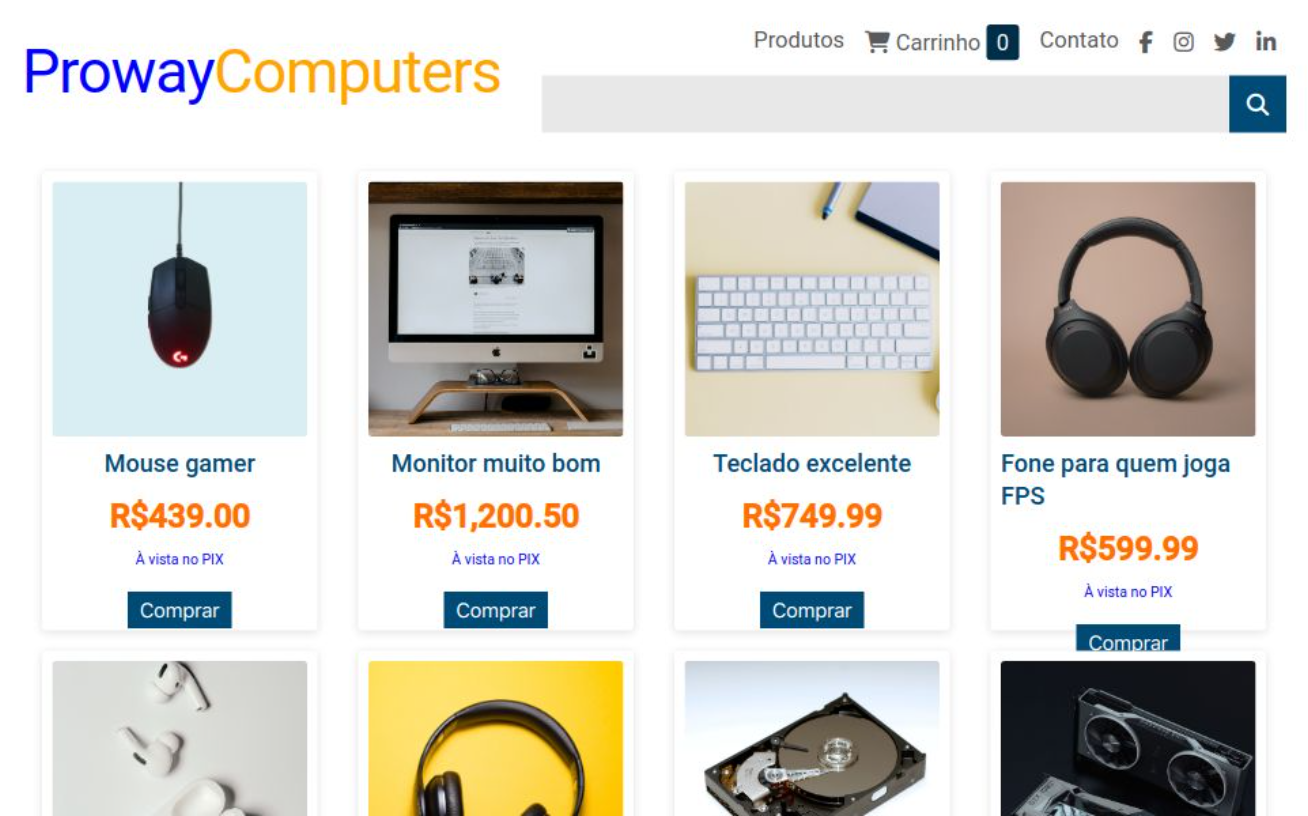 ProwayComputers
Produtos Carrinho 0 Contato
Mouse gamer
R$439.00
À vista no PIX
Comprar
Monitor muito bom
R$1,200.50
À vista no PIX
Comprar
Teclado excelente
R$749.99
À vista no PIX
Comprar
Fone para quem joga
FPS
R$599.99
À vista no PIX
Comprar